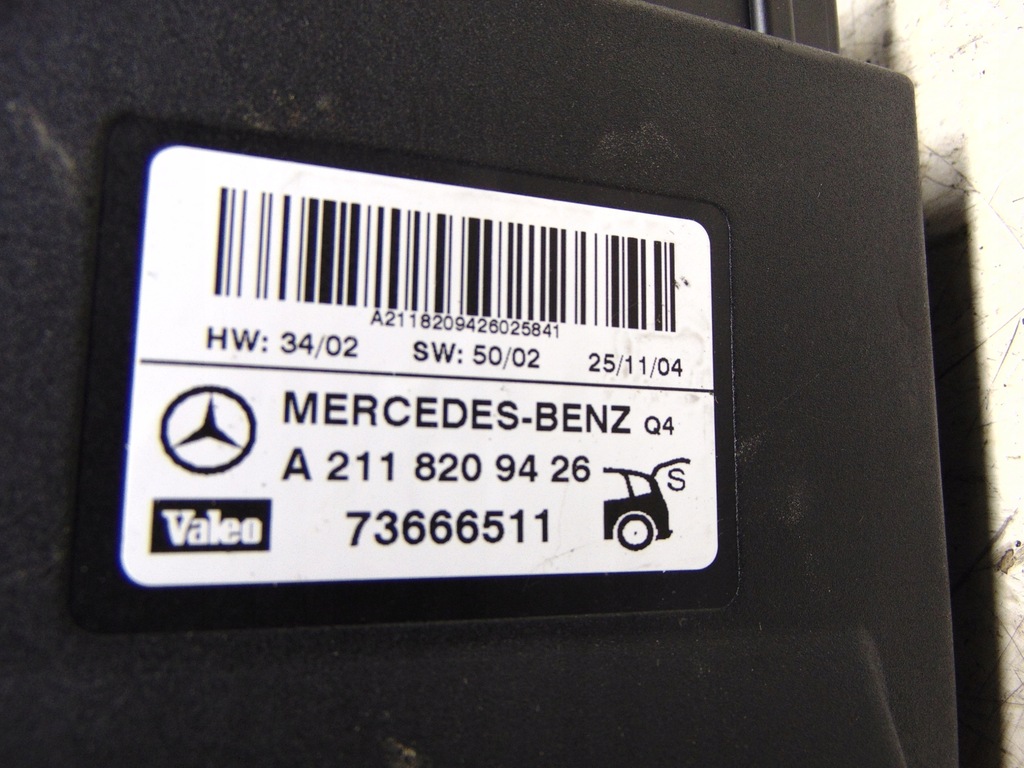 A2118209426025841
HW: 34/02 SW: 50/02 25/11/04
MERCEDES-BENZ Q4
A 211 820 94 26
S
Valeo 73666511